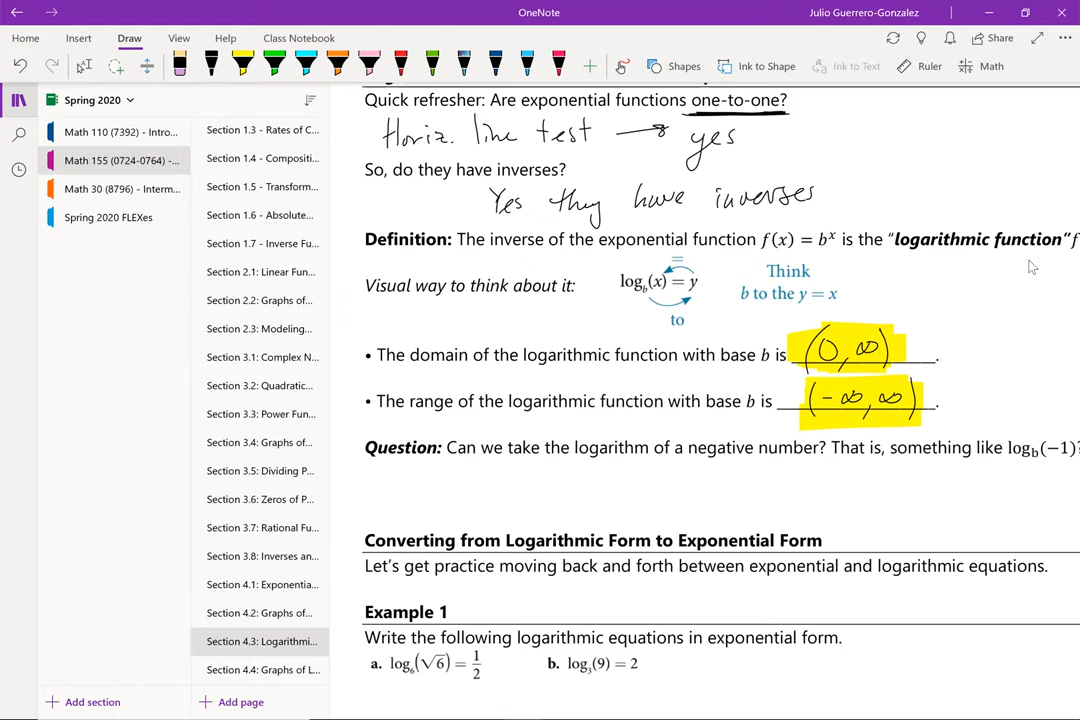 OneNote
Julio Guerrero-Gonzalez
Home Insert Draw View Help Class Notebook
Share
Shapes Ink to Shape Ink to Text Ruler Math
Spring 2020
Math 110 (7392) - Intro...
Math 155 (0724-0764) -...
Math 30 (8796) - Interm...
Spring 2020 FLEXes
Add section
Section 1.3 - Rates of C...
Section 1.4 - Compositi...
Section 1.5 - Transform...
Section 1.6 - Absolute...
Section 1.7 - Inverse Fu...
Section 2.1: Linear Fun...
Section 2.2: Graphs of...
Section 2.3: Modeling...
Section 3.1: Complex N...
Section 3.2: Quadratic...
Section 3.3: Power Fun...
Section 3.4: Graphs of...
Section 3.5: Dividing P...
Section 3.6: Zeros of P...
Section 3.7: Rational Fu...
Section 3.8: Inverses an...
Section 4.1: Exponentia...
Section 4.2: Graphs of...
Section 4.3: Logarithmi...
Section 4.4: Graphs of L...
Add page
Quick refresher: Are exponential functions one-to-one?
Horiz. line test → yes
So, do they have inverses?
Yes they have inverses
Definition: The inverse of the exponential function f(x) = bˣ is the "logarithmic function" f
Visual way to think about it:
=
log_b(x) = y
to
Think
b to the y = x
• The domain of the logarithmic function with base b is (0, ∞).
• The range of the logarithmic function with base b is (-∞, ∞).
Question: Can we take the logarithm of a negative number? That is, something like log_b(−1)?
Converting from Logarithmic Form to Exponential Form
Let's get practice moving back and forth between exponential and logarithmic equations.
Example 1
Write the following logarithmic equations in exponential form.
a. log₆(√6) = 1/2 b. log₃(9) = 2